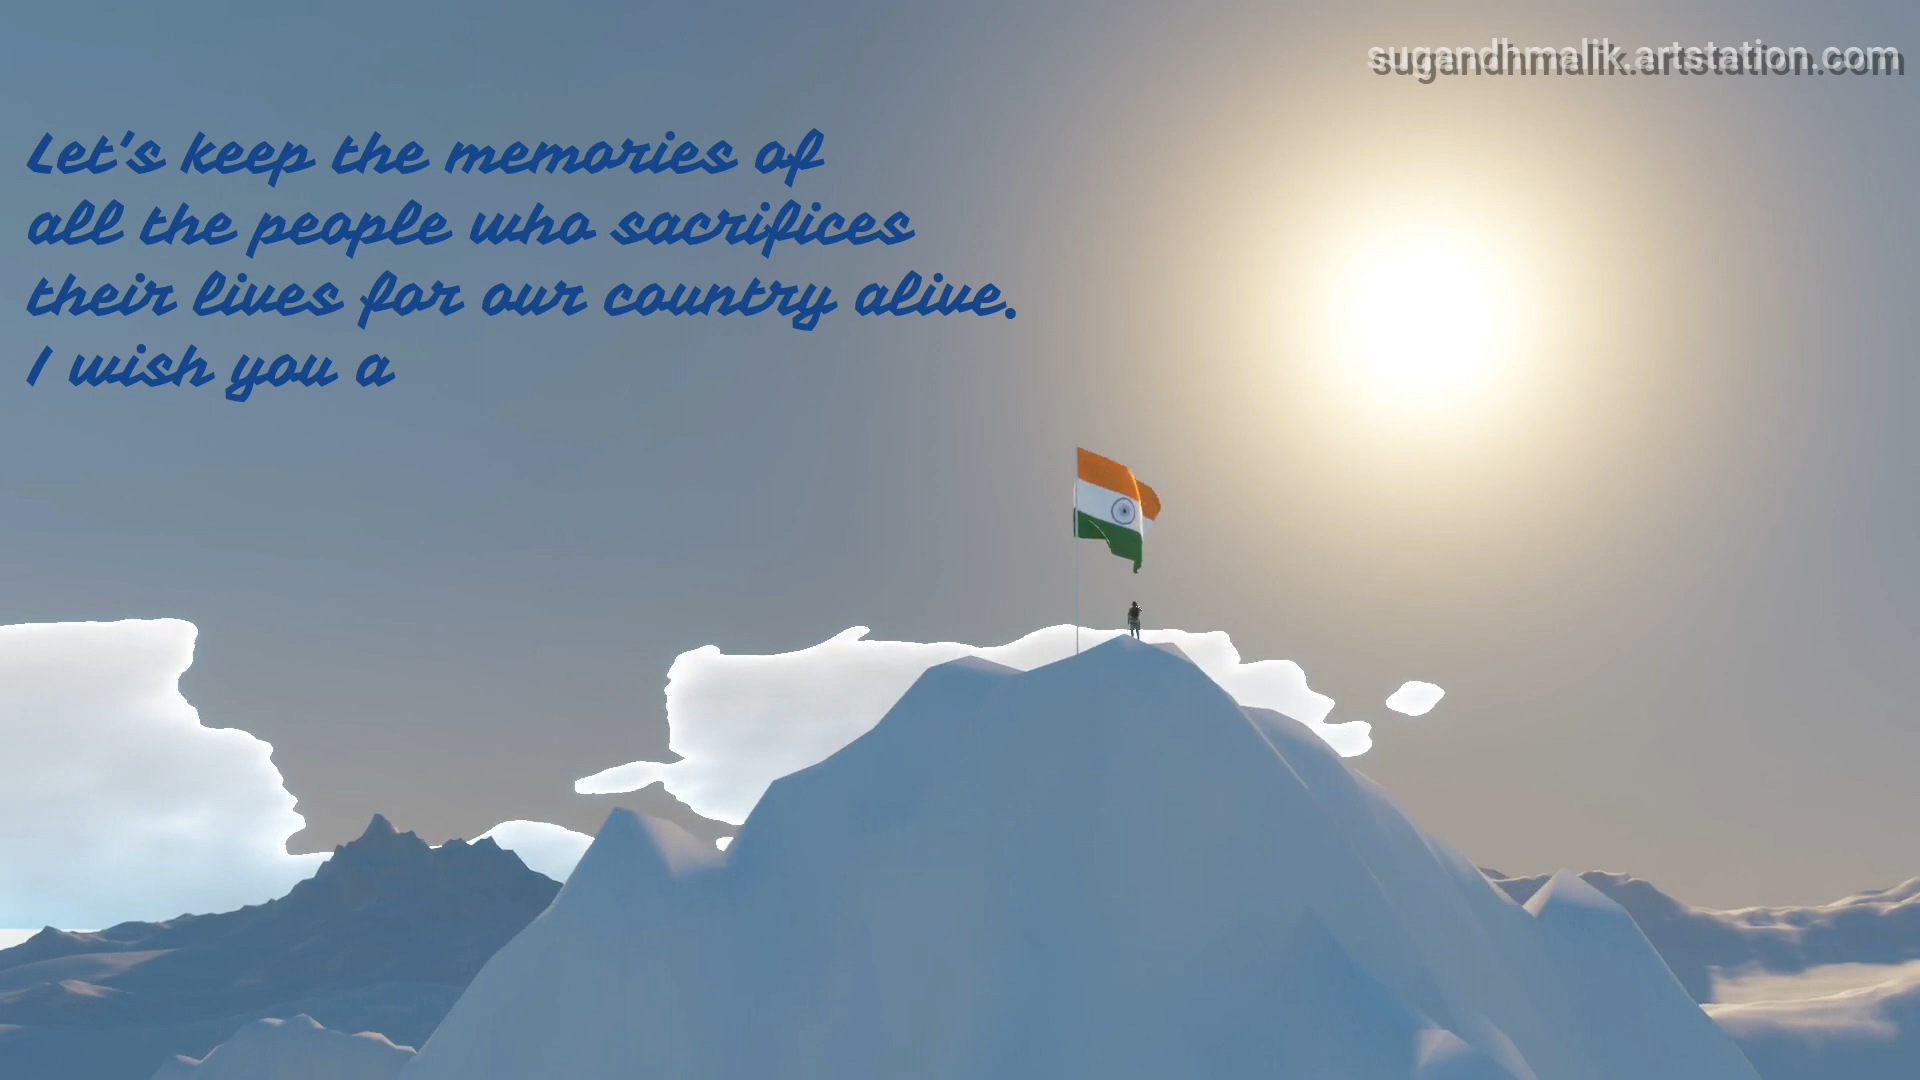 sugandhmalik.artstation.com
Let's keep the memories of
all the people who sacrifices
their lives for our country alive.
I wish you a